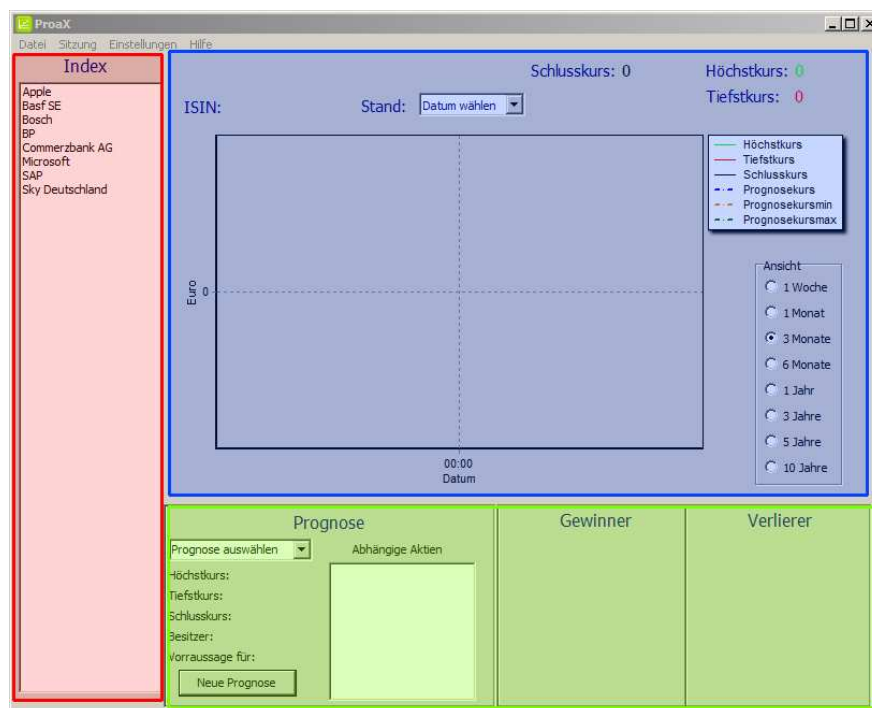 ProaX
Datei Sitzung Einstellungen Hilfe
Index
Apple
Basf SE
Bosch
BP
Commerzbank AG
Microsoft
SAP
Sky Deutschland
Schlusskurs: 0
Höchstkurs: 0
Tiefstkurs: 0
ISIN:
Stand: Datum wählen
Höchstkurs
Tiefstkurs
Schlusskurs
Prognosekurs
Prognosekursmin
Prognosekursmax
Euro
0
00:00
Datum
Ansicht
1 Woche
1 Monat
3 Monate
6 Monate
1 Jahr
3 Jahre
5 Jahre
10 Jahre
Prognose
Prognose auswählen
Abhängige Aktien
Höchstkurs:
Tiefstkurs:
Schlusskurs:
Besitzer:
Vorraussage für:
Neue Prognose
Gewinner
Verlierer